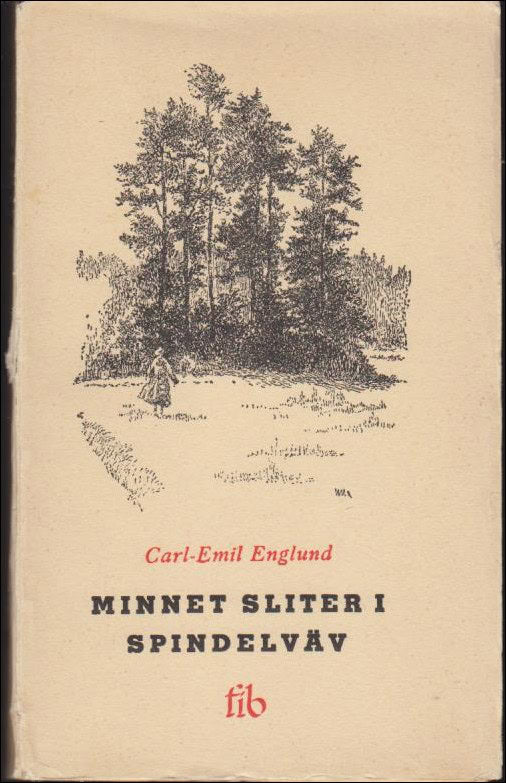 Carl-Emil Englund
MINNET SLITER I
SPINDELVÄV
fib